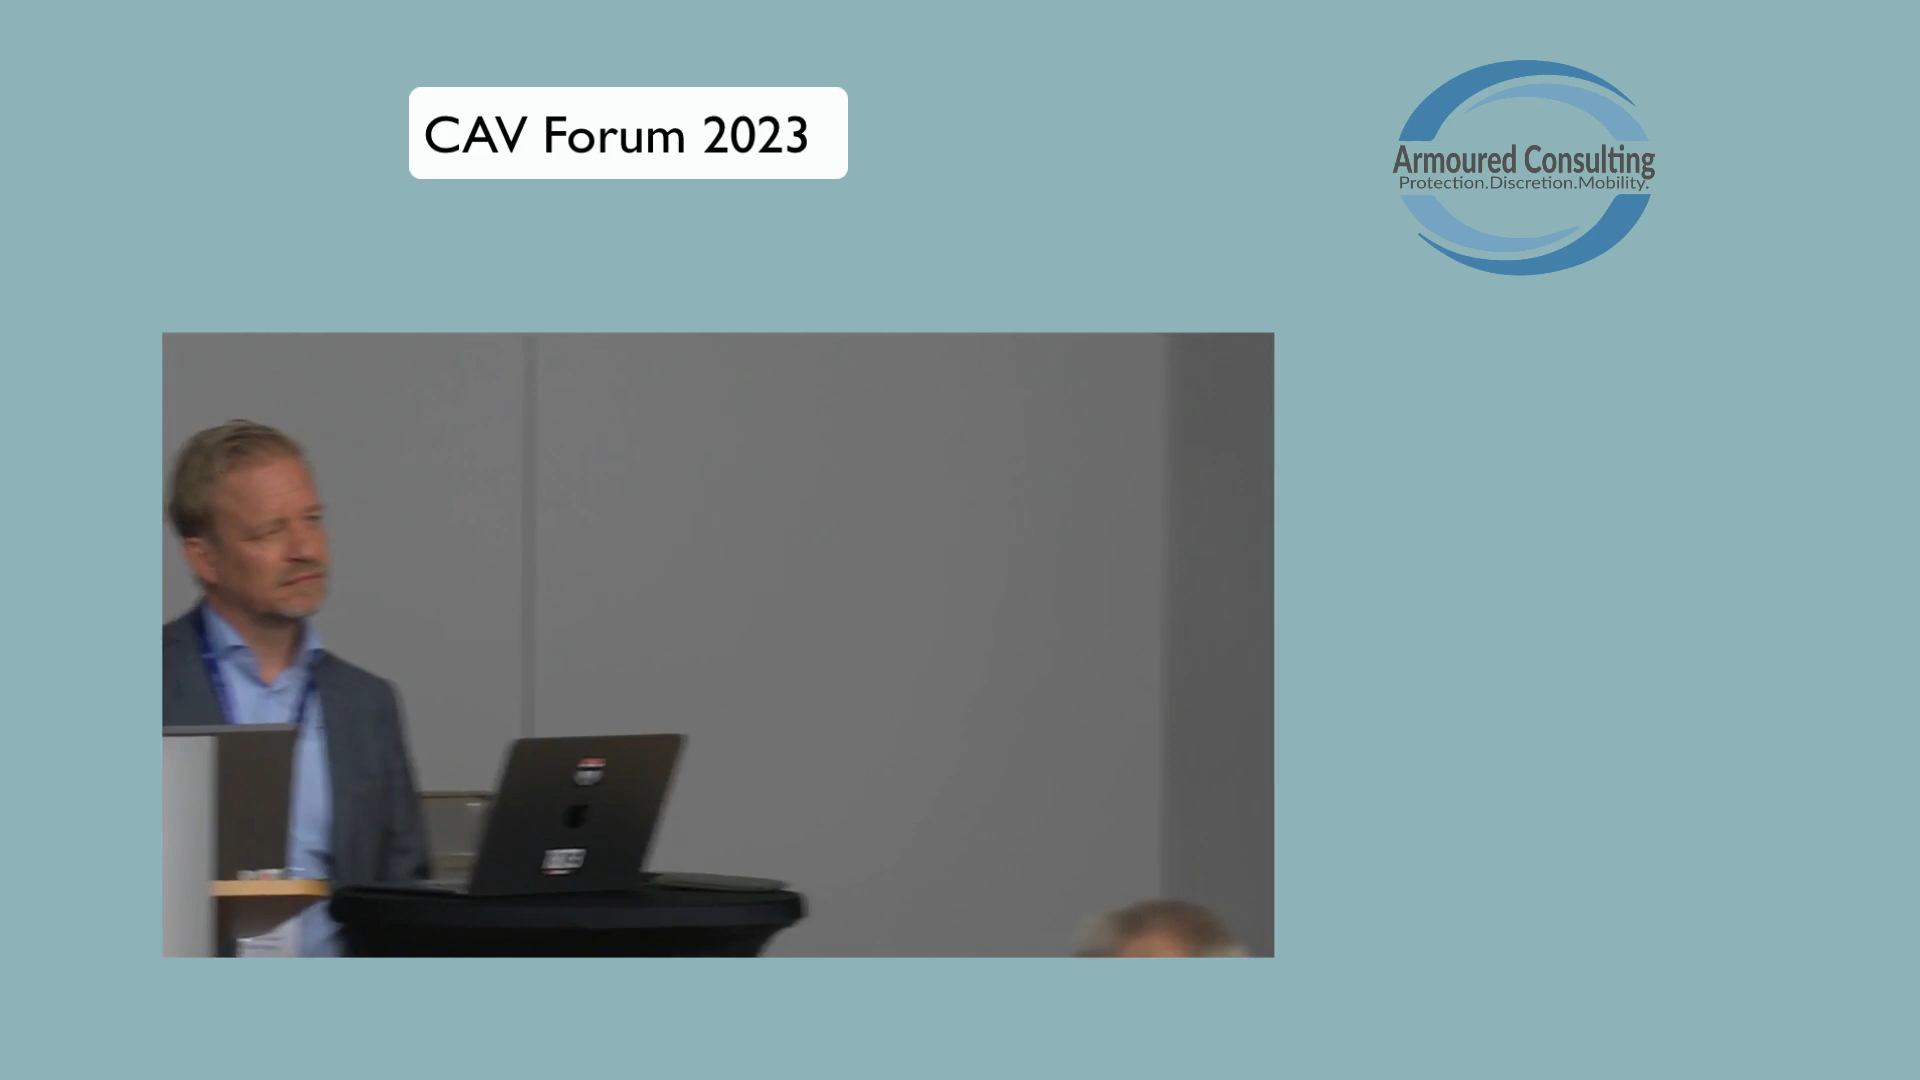 CAV Forum 2023
Armoured Consulting
Protection.Discretion.Mobility.